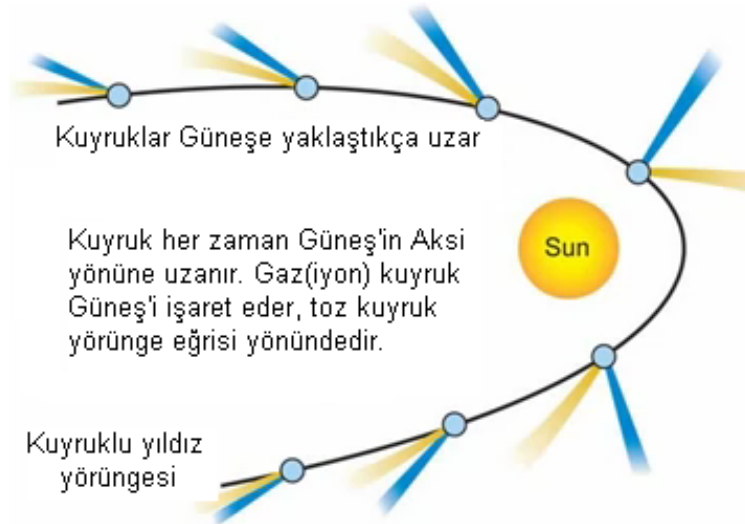 Kuyruklar Güneşe yaklaştıkça uzar
Kuyruk her zaman Güneş'in Aksi
yönüne uzanır. Gaz(iyon) kuyruk
Güneş'i işaret eder, toz kuyruk
yörünge eğrisi yönündedir.
Sun
Kuyruklu yıldız
yörüngesi